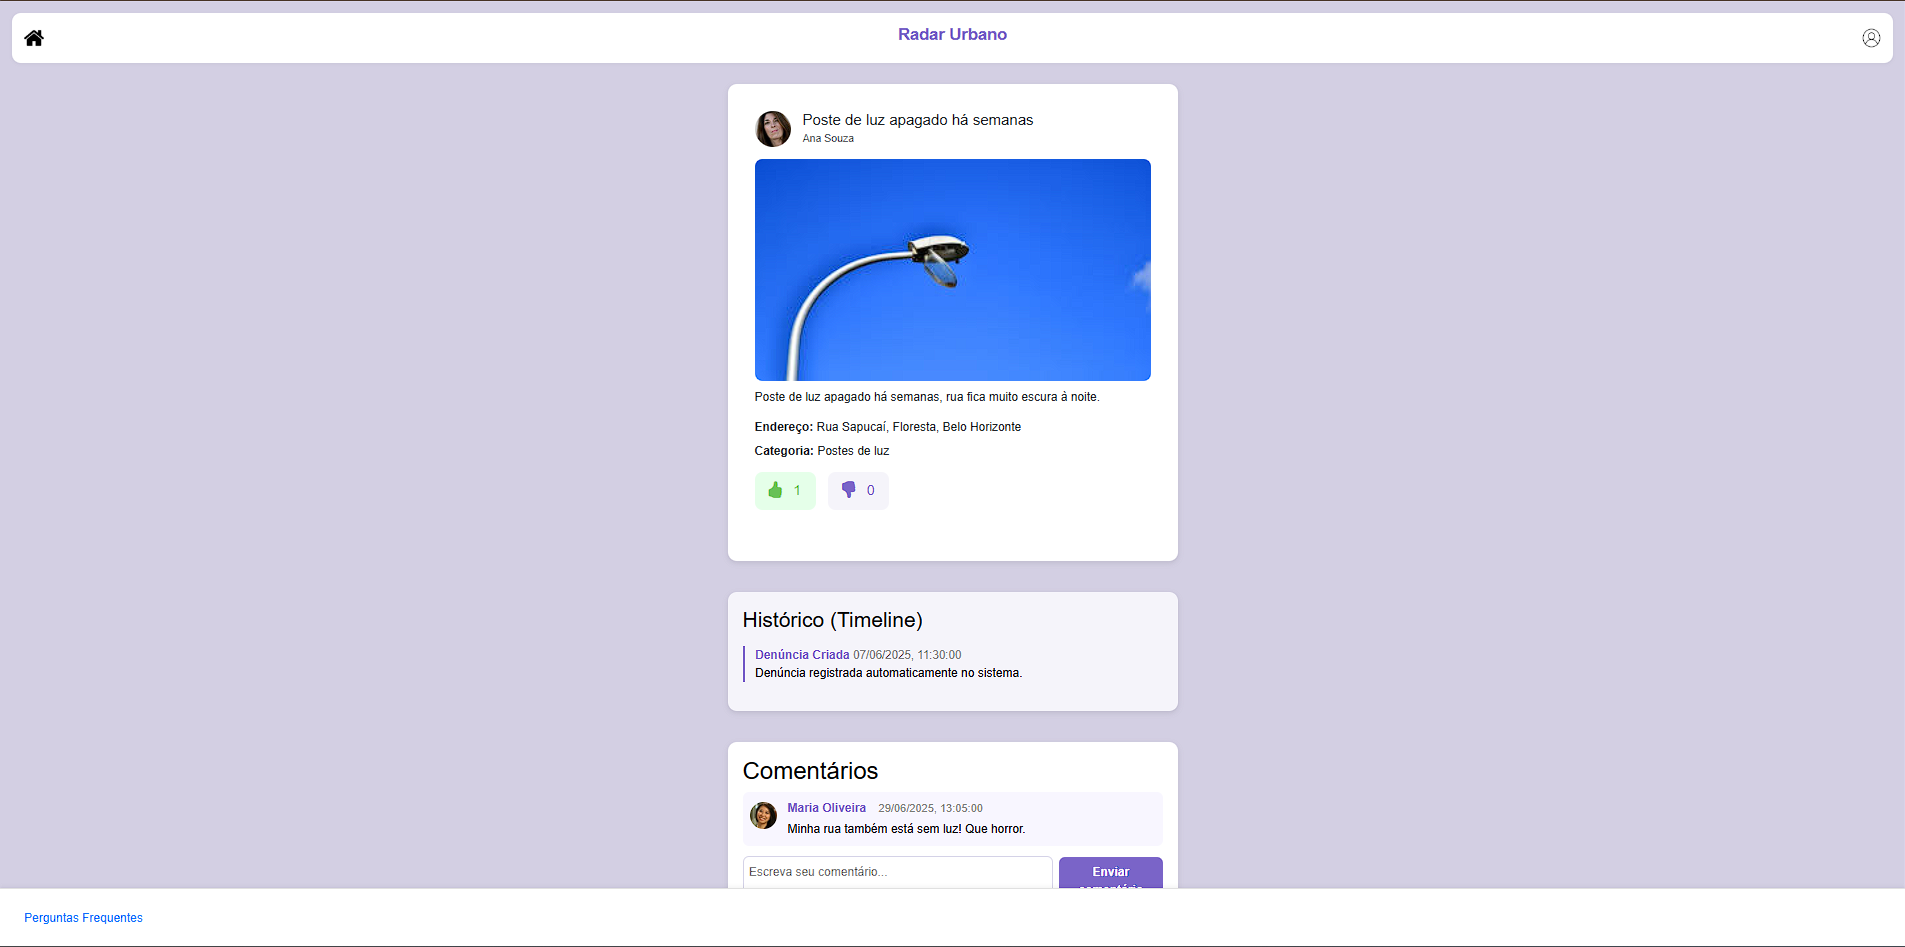 Radar Urbano
Poste de luz apagado há semanas
Ana Souza
Poste de luz apagado há semanas, rua fica muito escura à noite.
Endereço: Rua Sapucaí, Floresta, Belo Horizonte
Categoria: Postes de luz
1
0
Histórico (Timeline)
Denúncia Criada 07/06/2025, 11:30:00
Denúncia registrada automaticamente no sistema.
Comentários
Maria Oliveira 29/06/2025, 13:05:00
Minha rua também está sem luz! Que horror.
Escreva seu comentário...
Enviar
comentário
Perguntas Frequentes